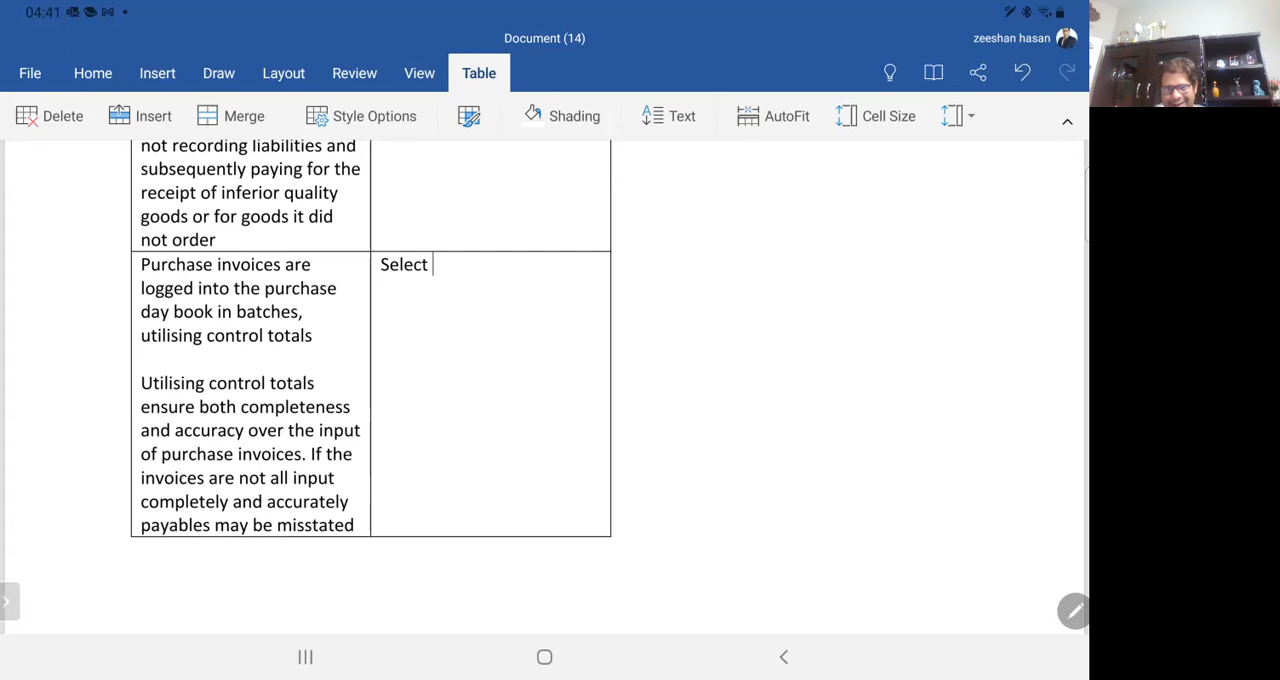 04:41
Document (14)
zeeshan hasan
File Home Insert Draw Layout Review View Table
Delete Insert Merge Style Options Shading Text AutoFit Cell Size
not recording liabilities and
subsequently paying for the
receipt of inferior quality
goods or for goods it did
not order
Purchase invoices are
logged into the purchase
day book in batches,
utilising control totals
Utilising control totals
ensure both completeness
and accuracy over the input
of purchase invoices. If the
invoices are not all input
completely and accurately
payables may be misstated
Select